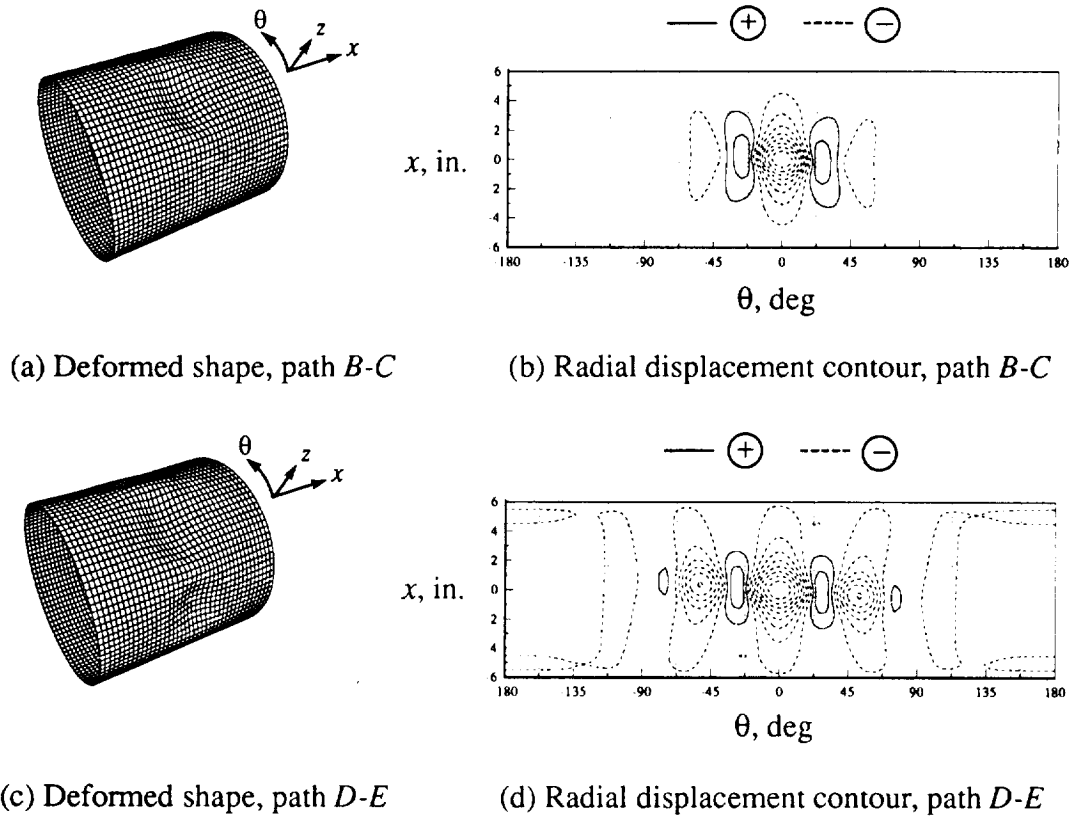 θ z x
+ −
6
4
2
x, in. 0
2
4
6
-180 -135 -90 -45 0 45 90 135 180
θ, deg
(a) Deformed shape, path B-C (b) Radial displacement contour, path B-C
θ z x
+ −
6
4
2
x, in. 0
2
4
6
180 -135 -90 -45 0 45 90 135 180
θ, deg
(c) Deformed shape, path D-E (d) Radial displacement contour, path D-E